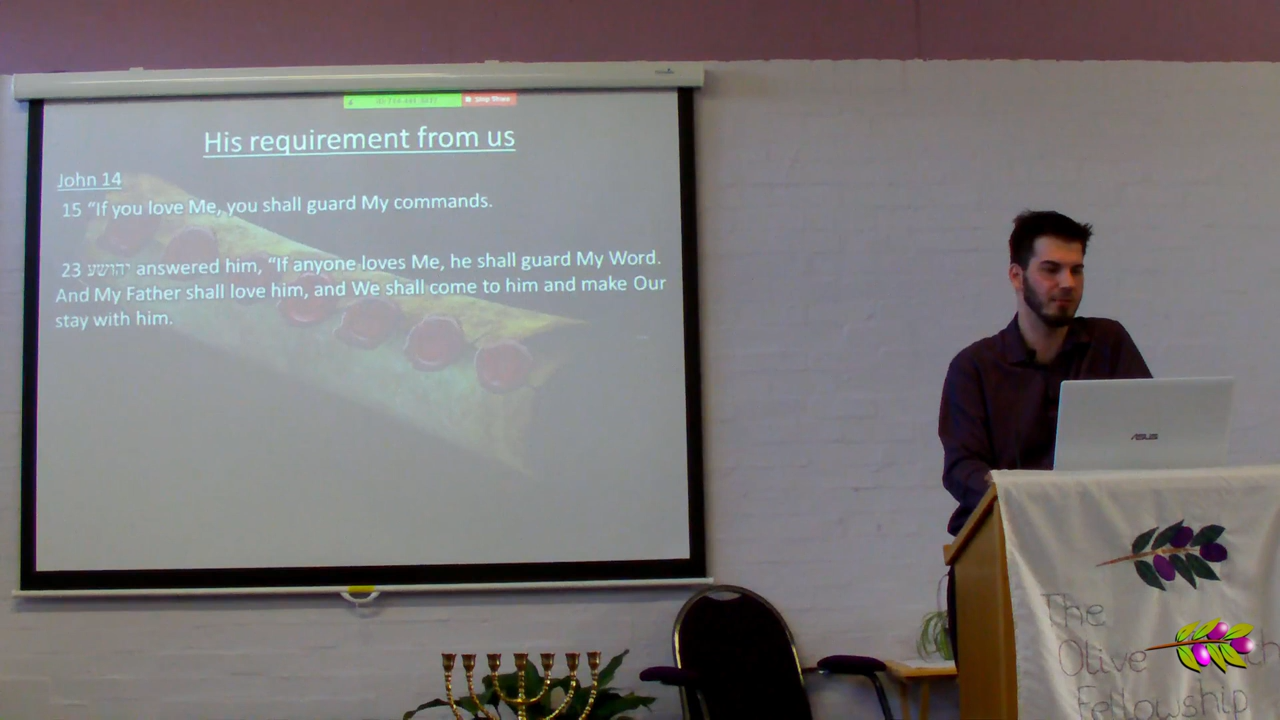 Stop Share
His requirement from us
John 14
15 “If you love Me, you shall guard My commands.
23 יהושע answered him, “If anyone loves Me, he shall guard My Word.
And My Father shall love him, and We shall come to him and make Our
stay with him.
ASUS
The
Olive
Fellowship